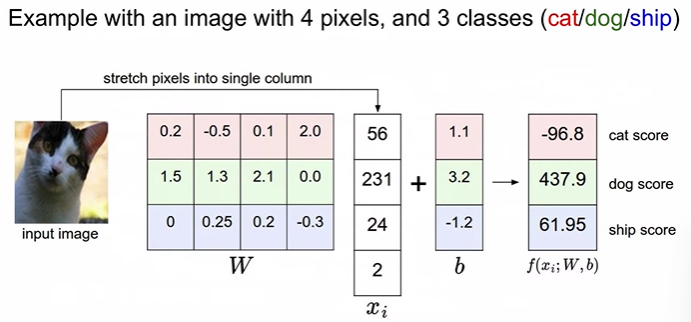 Example with an image with 4 pixels, and 3 classes (cat/dog/ship)
stretch pixels into single column
0.2 -0.5 0.1 2.0 56 1.1 -96.8 cat score
1.5 1.3 2.1 0.0 231 + 3.2 437.9 dog score
0 0.25 0.2 -0.3 24 -1.2 61.95 ship score
input image
2
W b f(xᵢ; W, b)
xᵢ